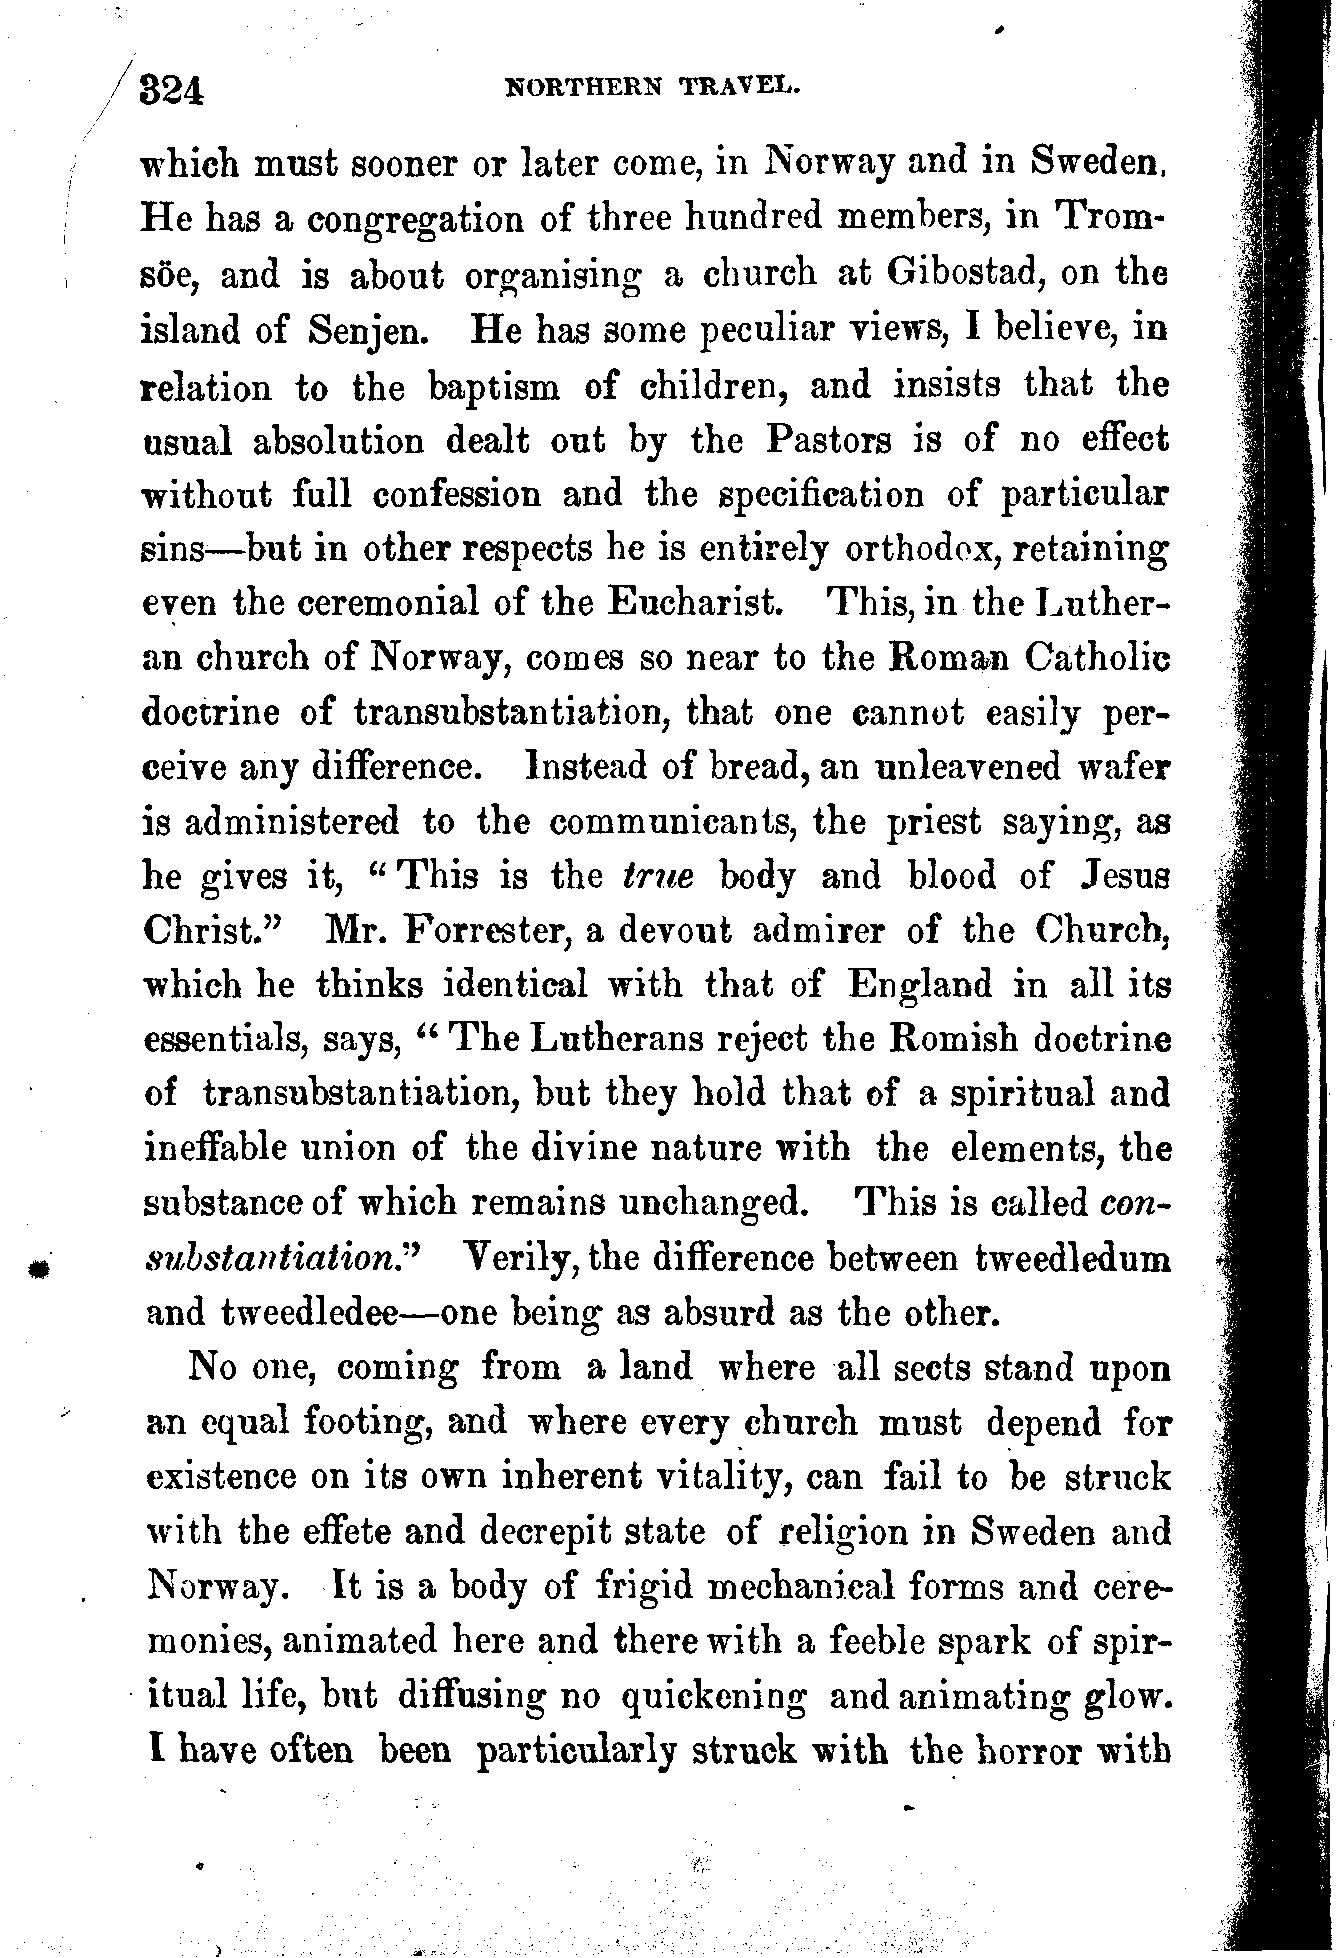 324 NORTHERN TRAVEL.
which must sooner or later come, in Norway and in Sweden.
He has a congregation of three hundred members, in Trom-
söe, and is about organising a church at Gibostad, on the
island of Senjen. He has some peculiar views, I believe, in
relation to the baptism of children, and insists that the
usual absolution dealt out by the Pastors is of no effect
without full confession and the specification of particular
sins—but in other respects he is entirely orthodox, retaining
even the ceremonial of the Eucharist. This, in the Luther-
an church of Norway, comes so near to the Roman Catholic
doctrine of transubstantiation, that one cannot easily per-
ceive any difference. Instead of bread, an unleavened wafer
is administered to the communicants, the priest saying, as
he gives it, “This is the true body and blood of Jesus
Christ.” Mr. Forrester, a devout admirer of the Church,
which he thinks identical with that of England in all its
essentials, says, “The Lutherans reject the Romish doctrine
of transubstantiation, but they hold that of a spiritual and
ineffable union of the divine nature with the elements, the
substance of which remains unchanged. This is called con-
substantiation.” Verily, the difference between tweedledum
and tweedledee—one being as absurd as the other.
No one, coming from a land where all sects stand upon
an equal footing, and where every church must depend for
existence on its own inherent vitality, can fail to be struck
with the effete and decrepit state of religion in Sweden and
Norway. It is a body of frigid mechanical forms and cere-
monies, animated here and there with a feeble spark of spir-
itual life, but diffusing no quickening and animating glow.
I have often been particularly struck with the horror with